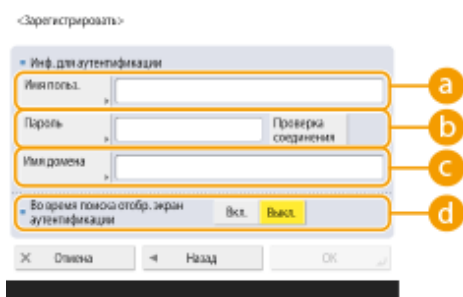 <Зарегистрировать>
Инф. для аутентификации
Имя польз.
a
Пароль
Проверка
соединения
b
Имя домена
c
Во время поиска отобр. экран
аутентификации
Вкл.
Выкл.
d
Отмена
Назад
OK